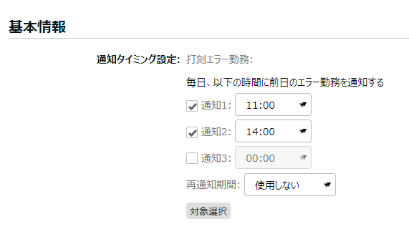 基本情報
通知タイミング設定: 打刻エラー勤務:
毎日、以下の時間に前日のエラー勤務を通知する
通知1: 11:00
通知2: 14:00
通知3: 00:00
再通知期間: 使用しない
対象選択